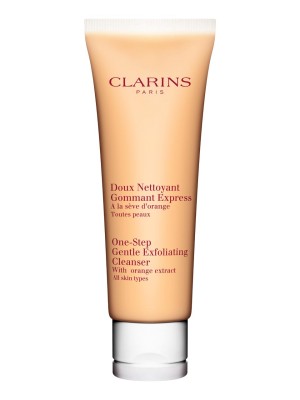 CLARINS
PARIS
Doux Nettoyant
Gommant Express
A la sève d'orange
Toutes peaux
One-Step
Gentle Exfoliating
Cleanser
With orange extract
All skin types